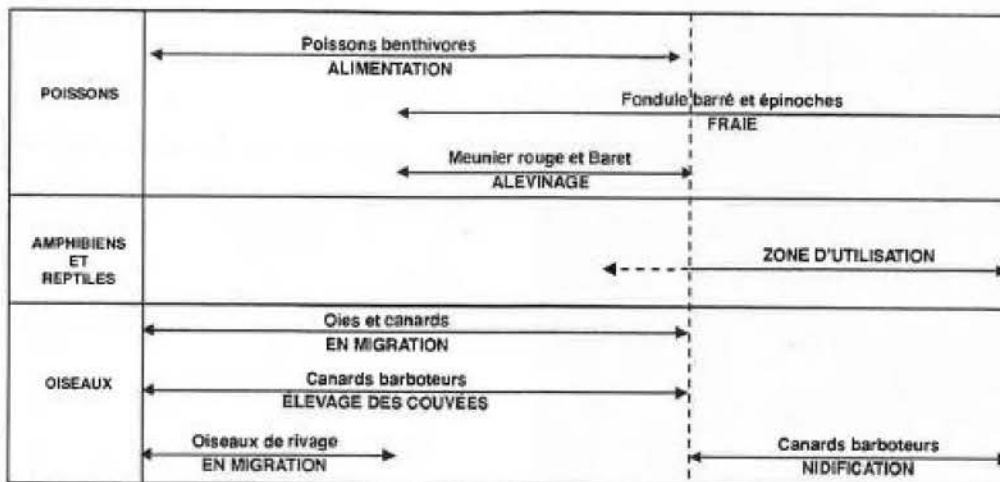 POISSONS
Poissons benthivores
ALIMENTATION
Fondule barré et épinoches
FRAIE
Meunier rouge et Baret
ALEVINAGE
AMPHIBIENS
ET
REPTILES
ZONE D'UTILISATION
OISEAUX
Oies et canards
EN MIGRATION
Canards barboteurs
ÉLEVAGE DES COUVÉES
Oiseaux de rivage
EN MIGRATION
Canards barboteurs
NIDIFICATION